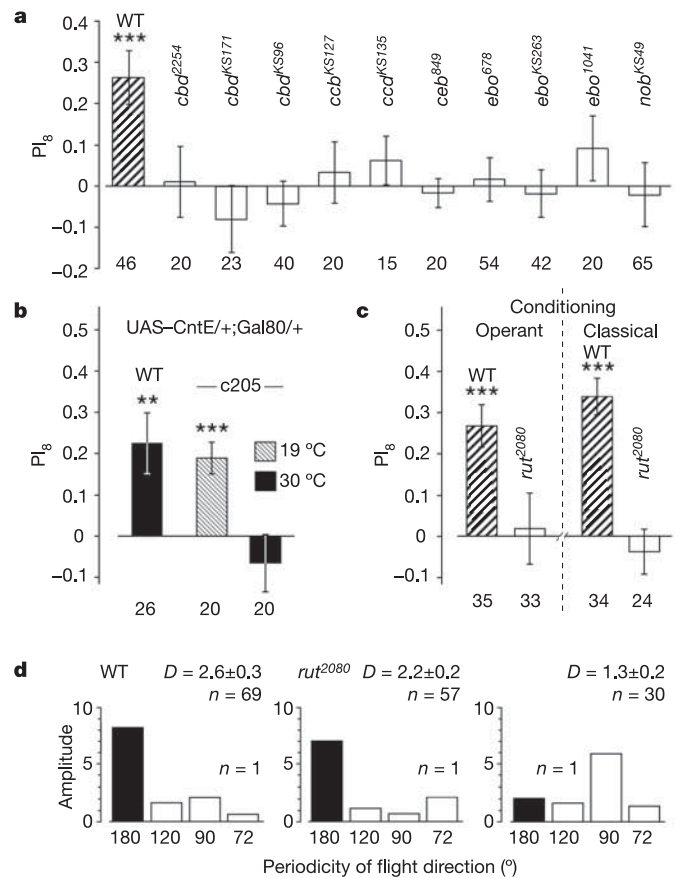 a
WT
***
cbd2254
cbdKS171
cbdKS96
ccbKS127
ccdKS135
ceb849
ebo678
eboKS263
ebo1041
nobKS49
PI8
0.4
0.3
0.2
0.1
0
−0.1
−0.2
46 20 23 40 20 15 20 54 42 20 65
b
UAS–CntE/+;Gal80/+
WT
**
c205
***
19 ºC
30 ºC
PI8
0.5
0.4
0.3
0.2
0.1
0
−0.1
26 20 20
c
Conditioning
Operant Classical
WT
***
rut2080
WT
***
rut2080
PI8
0.5
0.4
0.3
0.2
0.1
0
−0.1
35 33 34 24
d
WT D = 2.6±0.3
n = 69
n = 1
Amplitude
10
5
0
180 120 90 72
rut2080 D = 2.2±0.2
n = 57
n = 1
10
5
0
180 120 90 72
D = 1.3±0.2
n = 30
n = 1
10
5
0
180 120 90 72
Periodicity of flight direction (º)